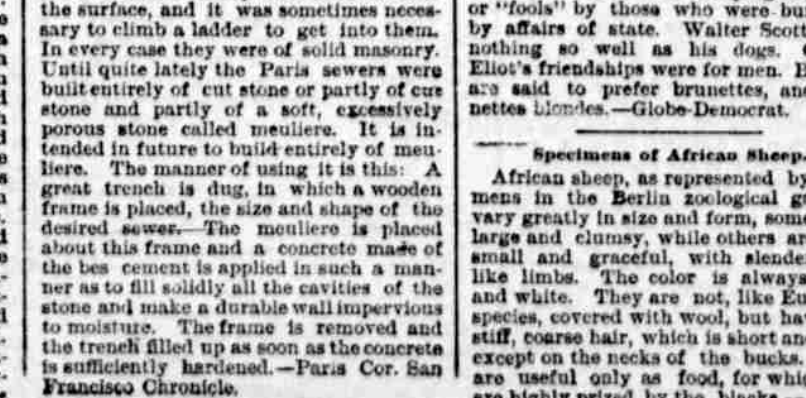 the surface, and it was sometimes neces-
sary to climb a ladder to get into them.
In every case they were of solid masonry.
Until quite lately the Paris sewers were
built entirely of cut stone or partly of cut
stone and partly of a soft, excessively
porous stone called meuliere. It is in-
tended in future to build entirely of meu-
liere. The manner of using it is this: A
great trench is dug, in which a wooden
frame is placed, the size and shape of the
desired sewer. The meuliere is placed
about this frame and a concrete made of
the bes cement is applied in such a man-
ner as to fill solidly all the cavities of the
stone and make a durable wall impervious
to moisture. The frame is removed and
the trench filled up as soon as the concrete
is sufficiently hardened.—Paris Cor. San
Francisco Chronicle.
or "fools" by those who were
by affairs of state. Walter Scott
nothing so well as his dogs.
Eliot's friendships were for men.
are said to prefer brunettes, and
nettes blondes.—Globe-Democrat.
Specimens of African Sheep.
African sheep, as represented by
mens in the Berlin zoological
vary greatly in size and form, some
large and clumsy, while others
small and graceful, with slender
like limbs. The color is always
and white. They are not, like
species, covered with wool, but
stiff, coarse hair, which is short
except on the necks of the bucks.
are useful only as food, for
are highly prized by the blacks